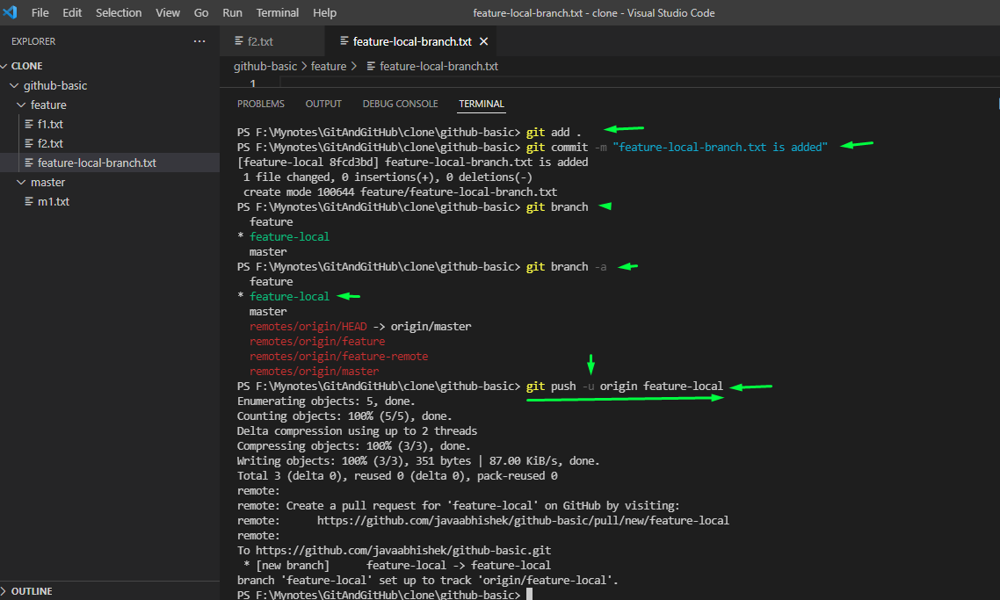 File Edit Selection View Go Run Terminal Help feature-local-branch.txt - clone - Visual Studio Code
EXPLORER ...
CLONE
github-basic
feature
f1.txt
f2.txt
feature-local-branch.txt
master
m1.txt
OUTLINE
f2.txt feature-local-branch.txt
github-basic > feature > feature-local-branch.txt
1
PROBLEMS OUTPUT DEBUG CONSOLE TERMINAL
PS F:\Mynotes\GitAndGitHub\clone\github-basic> git add .
PS F:\Mynotes\GitAndGitHub\clone\github-basic> git commit -m "feature-local-branch.txt is added"
[feature-local 8fcd3bd] feature-local-branch.txt is added
1 file changed, 0 insertions(+), 0 deletions(-)
create mode 100644 feature/feature-local-branch.txt
PS F:\Mynotes\GitAndGitHub\clone\github-basic> git branch
feature
* feature-local
master
PS F:\Mynotes\GitAndGitHub\clone\github-basic> git branch -a
feature
* feature-local
master
remotes/origin/HEAD -> origin/master
remotes/origin/feature
remotes/origin/feature-remote
remotes/origin/master
PS F:\Mynotes\GitAndGitHub\clone\github-basic> git push -u origin feature-local
Enumerating objects: 5, done.
Counting objects: 100% (5/5), done.
Delta compression using up to 2 threads
Compressing objects: 100% (3/3), done.
Writing objects: 100% (3/3), 351 bytes | 87.00 KiB/s, done.
Total 3 (delta 0), reused 0 (delta 0), pack-reused 0
remote:
remote: Create a pull request for 'feature-local' on GitHub by visiting:
remote:      https://github.com/javaabhishek/github-basic/pull/new/feature-local
remote:
To https://github.com/javaabhishek/github-basic.git
* [new branch]      feature-local -> feature-local
branch 'feature-local' set up to track 'origin/feature-local'.
PS F:\Mynotes\GitAndGitHub\clone\github-basic>